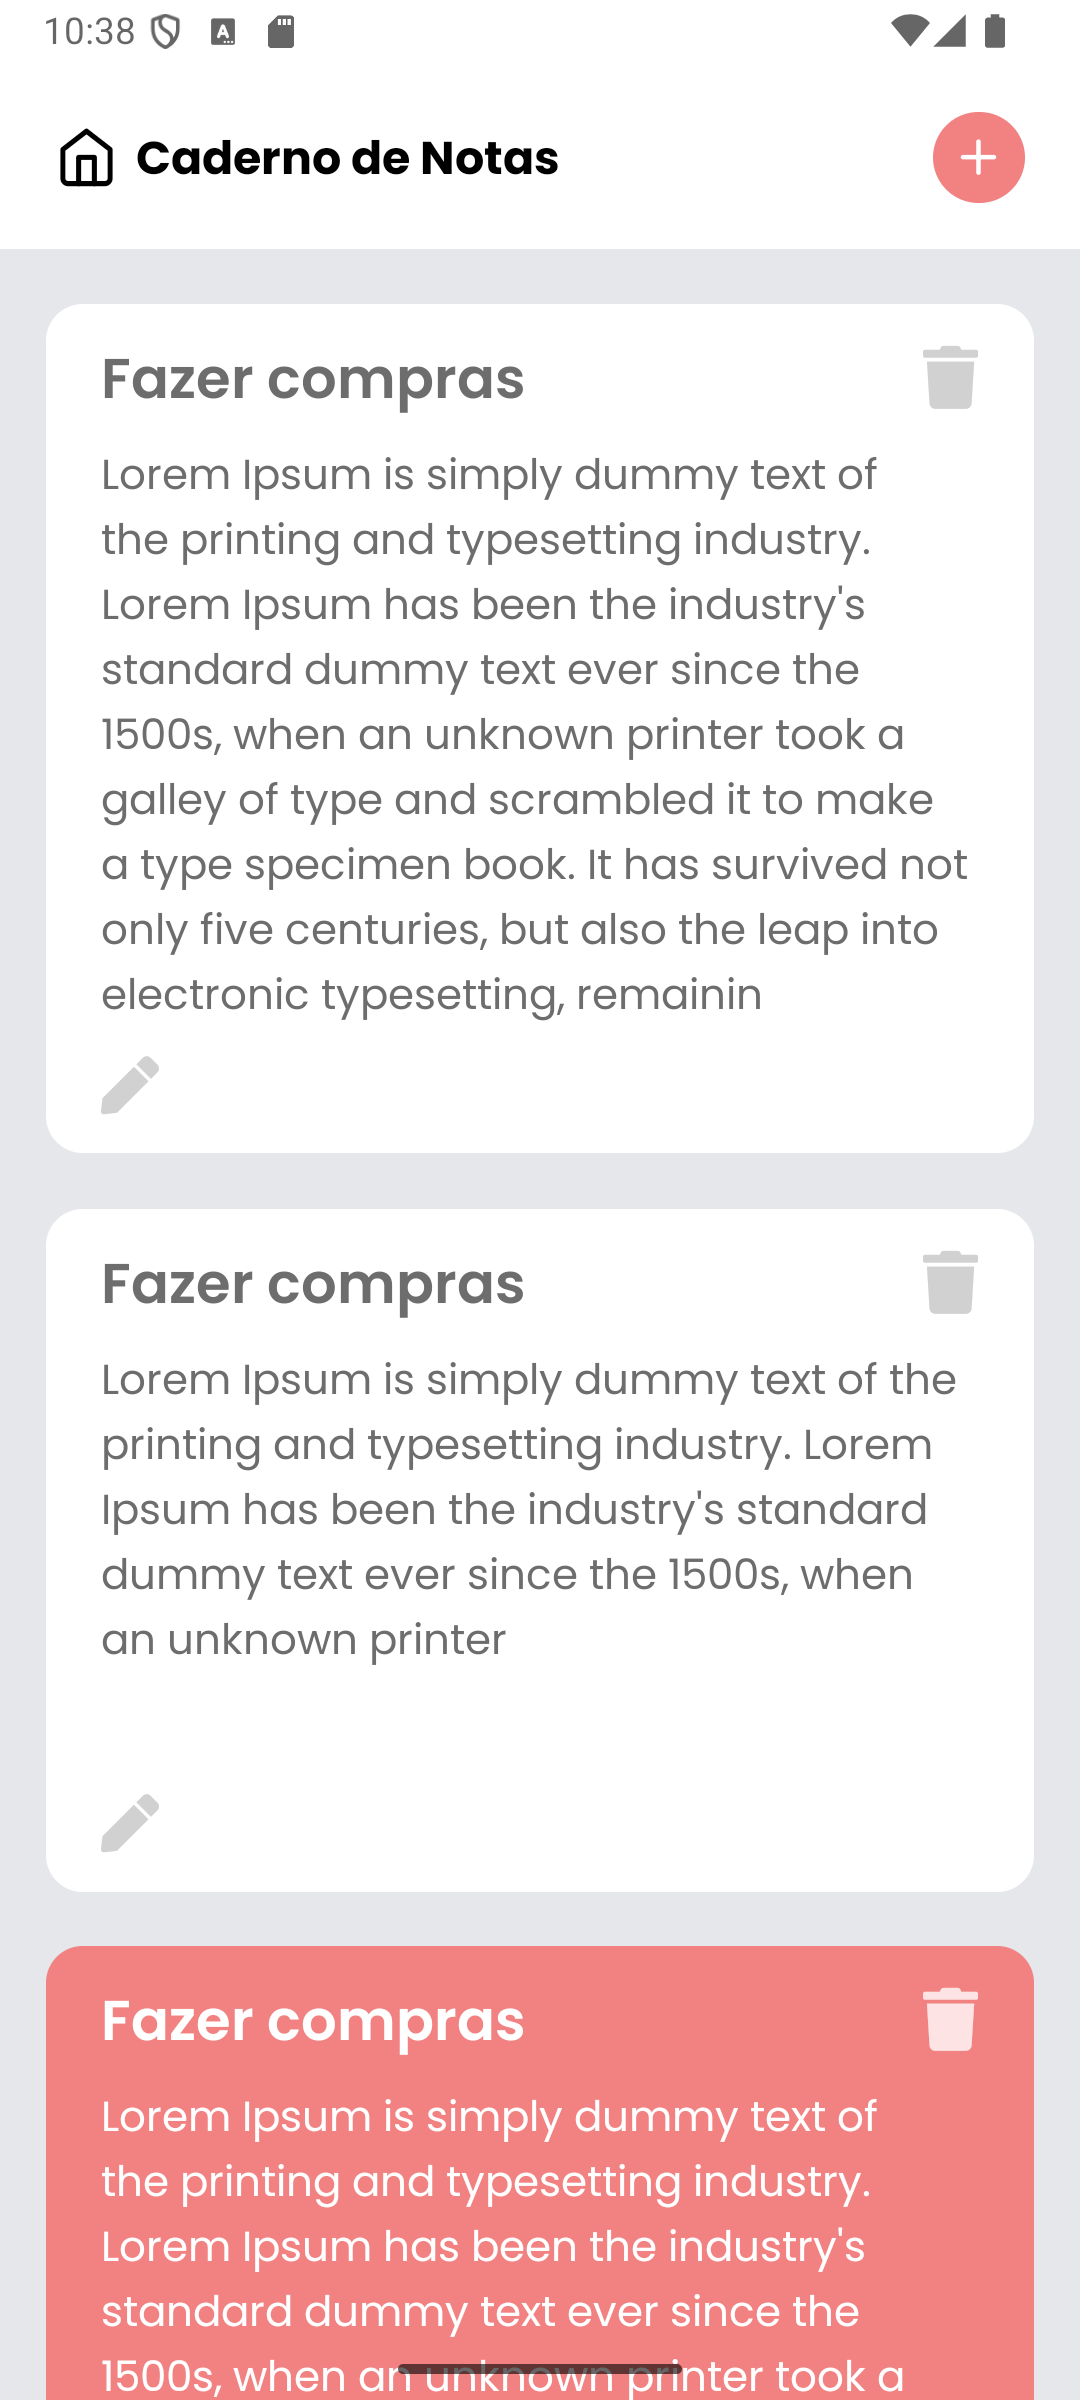 10:38
Caderno de Notas
Fazer compras
Lorem Ipsum is simply dummy text of
the printing and typesetting industry.
Lorem Ipsum has been the industry's
standard dummy text ever since the
1500s, when an unknown printer took a
galley of type and scrambled it to make
a type specimen book. It has survived not
only five centuries, but also the leap into
electronic typesetting, remainin
Fazer compras
Lorem Ipsum is simply dummy text of the
printing and typesetting industry. Lorem
Ipsum has been the industry's standard
dummy text ever since the 1500s, when
an unknown printer
Fazer compras
Lorem Ipsum is simply dummy text of
the printing and typesetting industry.
Lorem Ipsum has been the industry's
standard dummy text ever since the
1500s, when an unknown printer took a